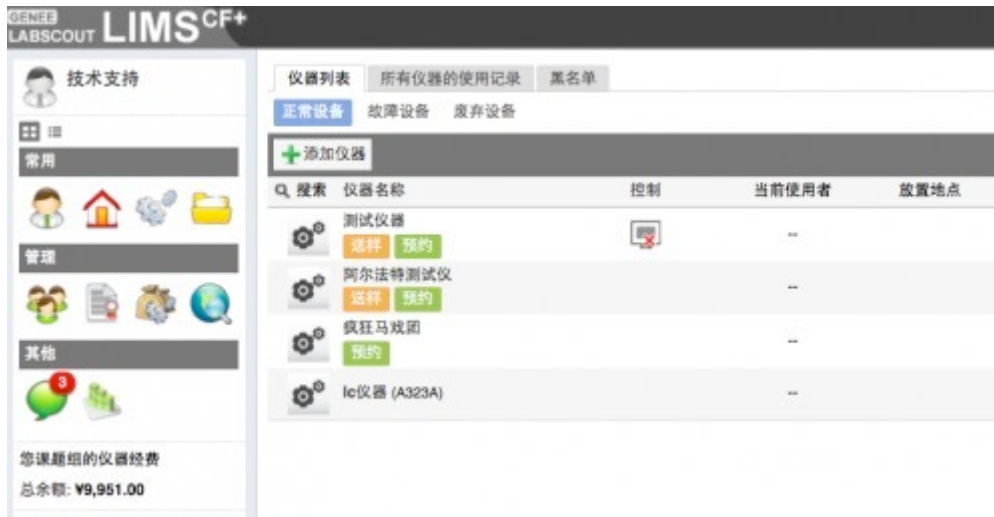 GENEE
LABSCOUT LIMS CF+
技术支持
常用
管理
其他
3
您课题组的仪器经费
总余额: ¥9,951.00
仪器列表 所有仪器的使用记录 黑名单
正常设备 故障设备 废弃设备
添加仪器
搜索 仪器名称 控制 当前使用者 放置地点
测试仪器
送样 预约
--
阿尔法特测试仪
送样 预约
--
疯狂马戏团
预约
--
lc仪器 (A323A)
--